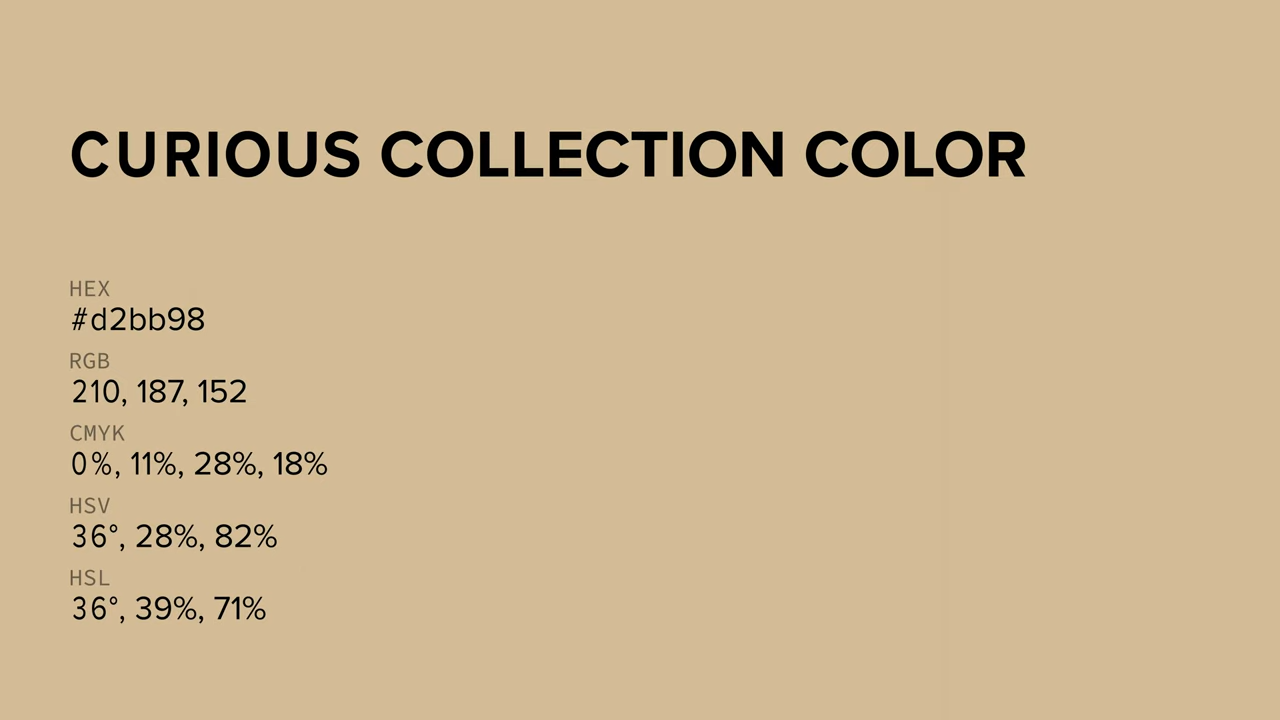 CURIOUS COLLECTION COLOR
HEX
#d2bb98
RGB
210, 187, 152
CMYK
0%, 11%, 28%, 18%
HSV
36°, 28%, 82%
HSL
36°, 39%, 71%